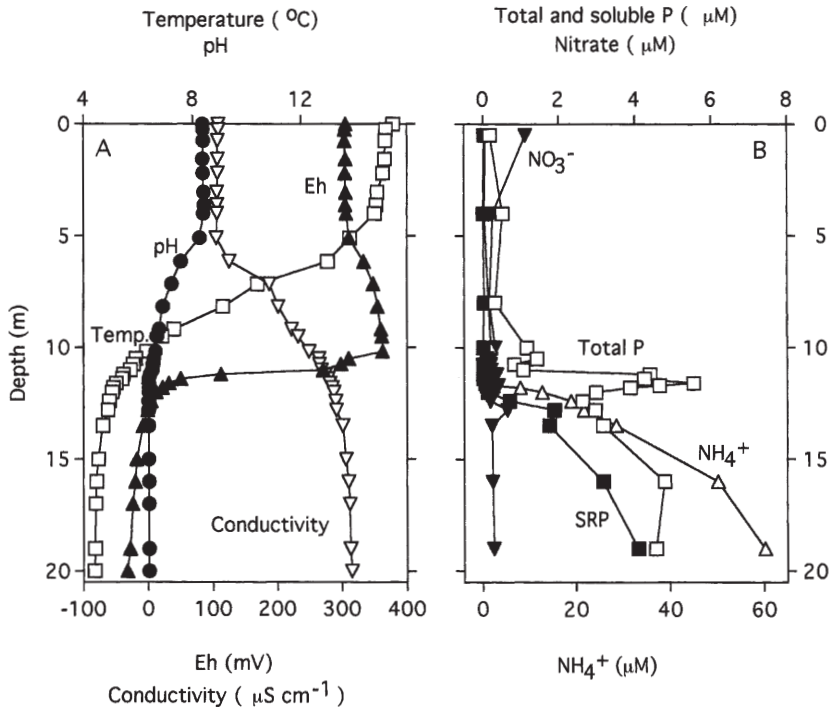 Temperature ( °C)
pH
Total and soluble P ( μM)
Nitrate ( μM)
4 8 12
0 2 4 6 8
0 A Eh pH Temp. Conductivity
5
10
15
20
B NO₃⁻ Total P NH₄⁺ SRP
0
5
10
15
20
Depth (m)
-100 0 100 200 300 400
0 20 40 60
Eh (mV)
Conductivity ( μS cm⁻¹)
NH₄⁺ (μM)